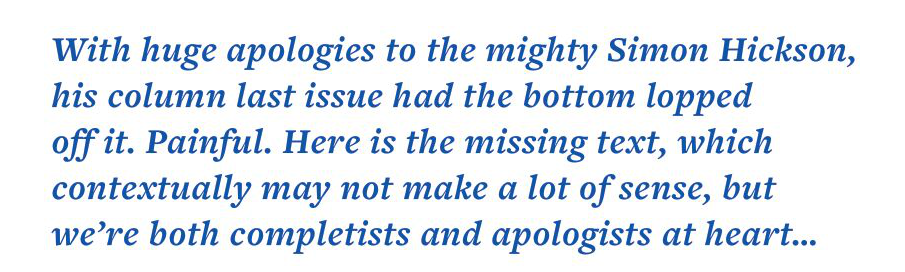 With huge apologies to the mighty Simon Hickson,
his column last issue had the bottom lopped
off it. Painful. Here is the missing text, which
contextually may not make a lot of sense, but
we’re both completists and apologists at heart...